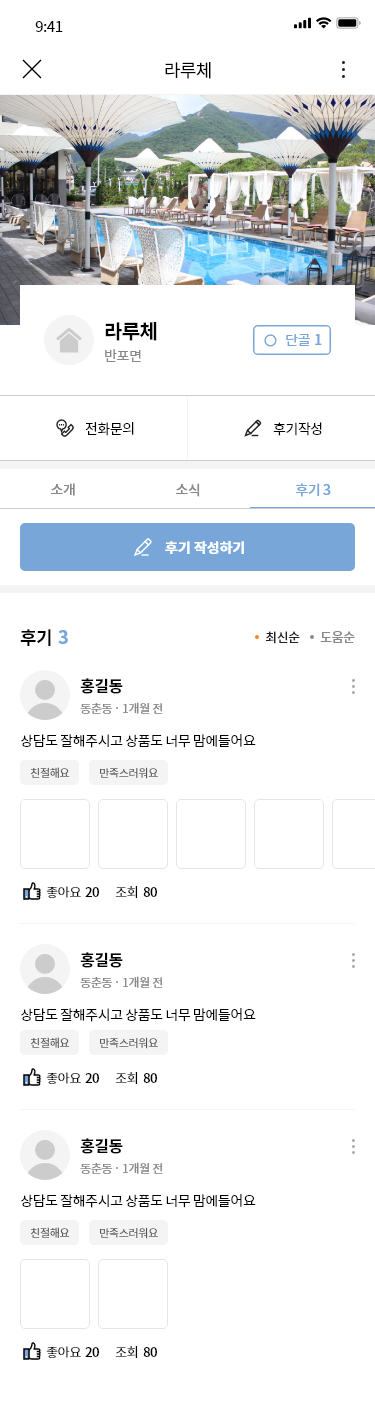 9:41
라루체
라루체
반포면
단골 1
전화문의
후기작성
소개
소식
후기 3
후기 작성하기
후기 3
최신순
도움순
홍길동
동춘동 · 1개월 전
상담도 잘해주시고 상품도 너무 맘에들어요
친절해요
만족스러워요
좋아요 20
조회 80
홍길동
동춘동 · 1개월 전
상담도 잘해주시고 상품도 너무 맘에들어요
친절해요
만족스러워요
좋아요 20
조회 80
홍길동
동춘동 · 1개월 전
상담도 잘해주시고 상품도 너무 맘에들어요
친절해요
만족스러워요
좋아요 20
조회 80